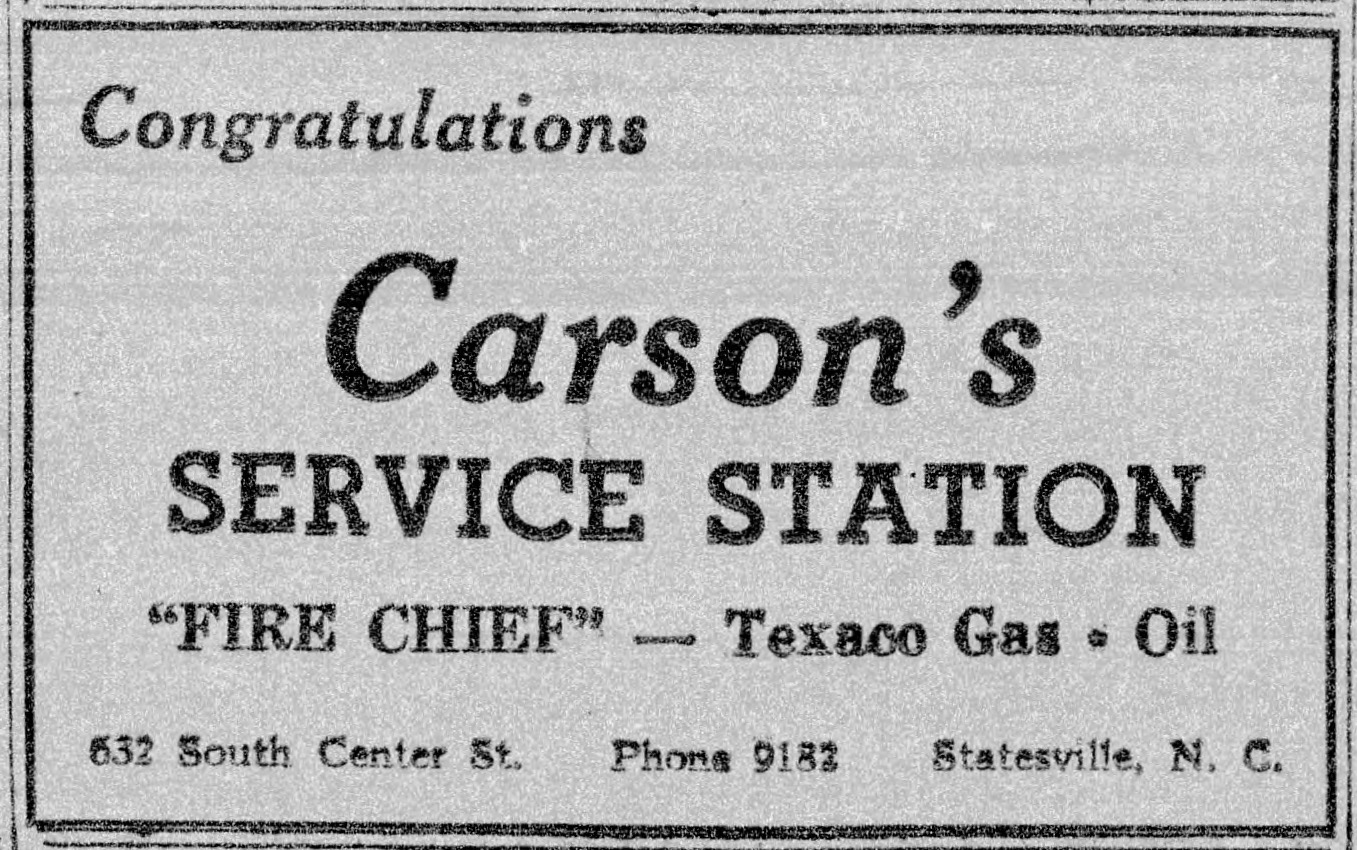 Congratulations
Carson's
SERVICE STATION
“FIRE CHIEF” — Texaco Gas • Oil
632 South Center St. Phone 9182 Statesville, N. C.